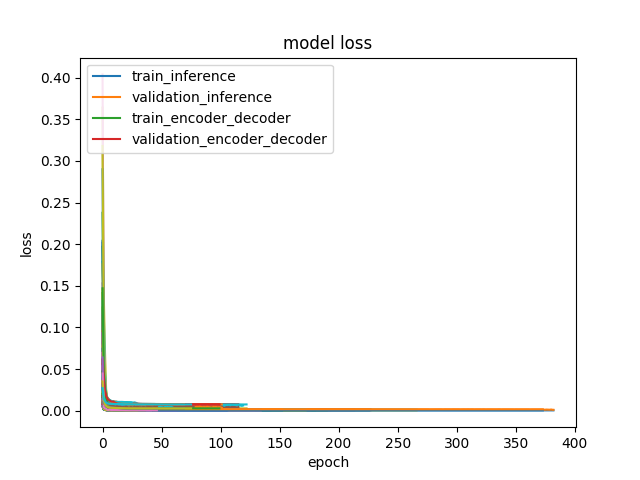 model loss
train_inference
validation_inference
train_encoder_decoder
validation_encoder_decoder
loss
0.40
0.35
0.30
0.25
0.20
0.15
0.10
0.05
0.00
0 50 100 150 200 250 300 350 400
epoch